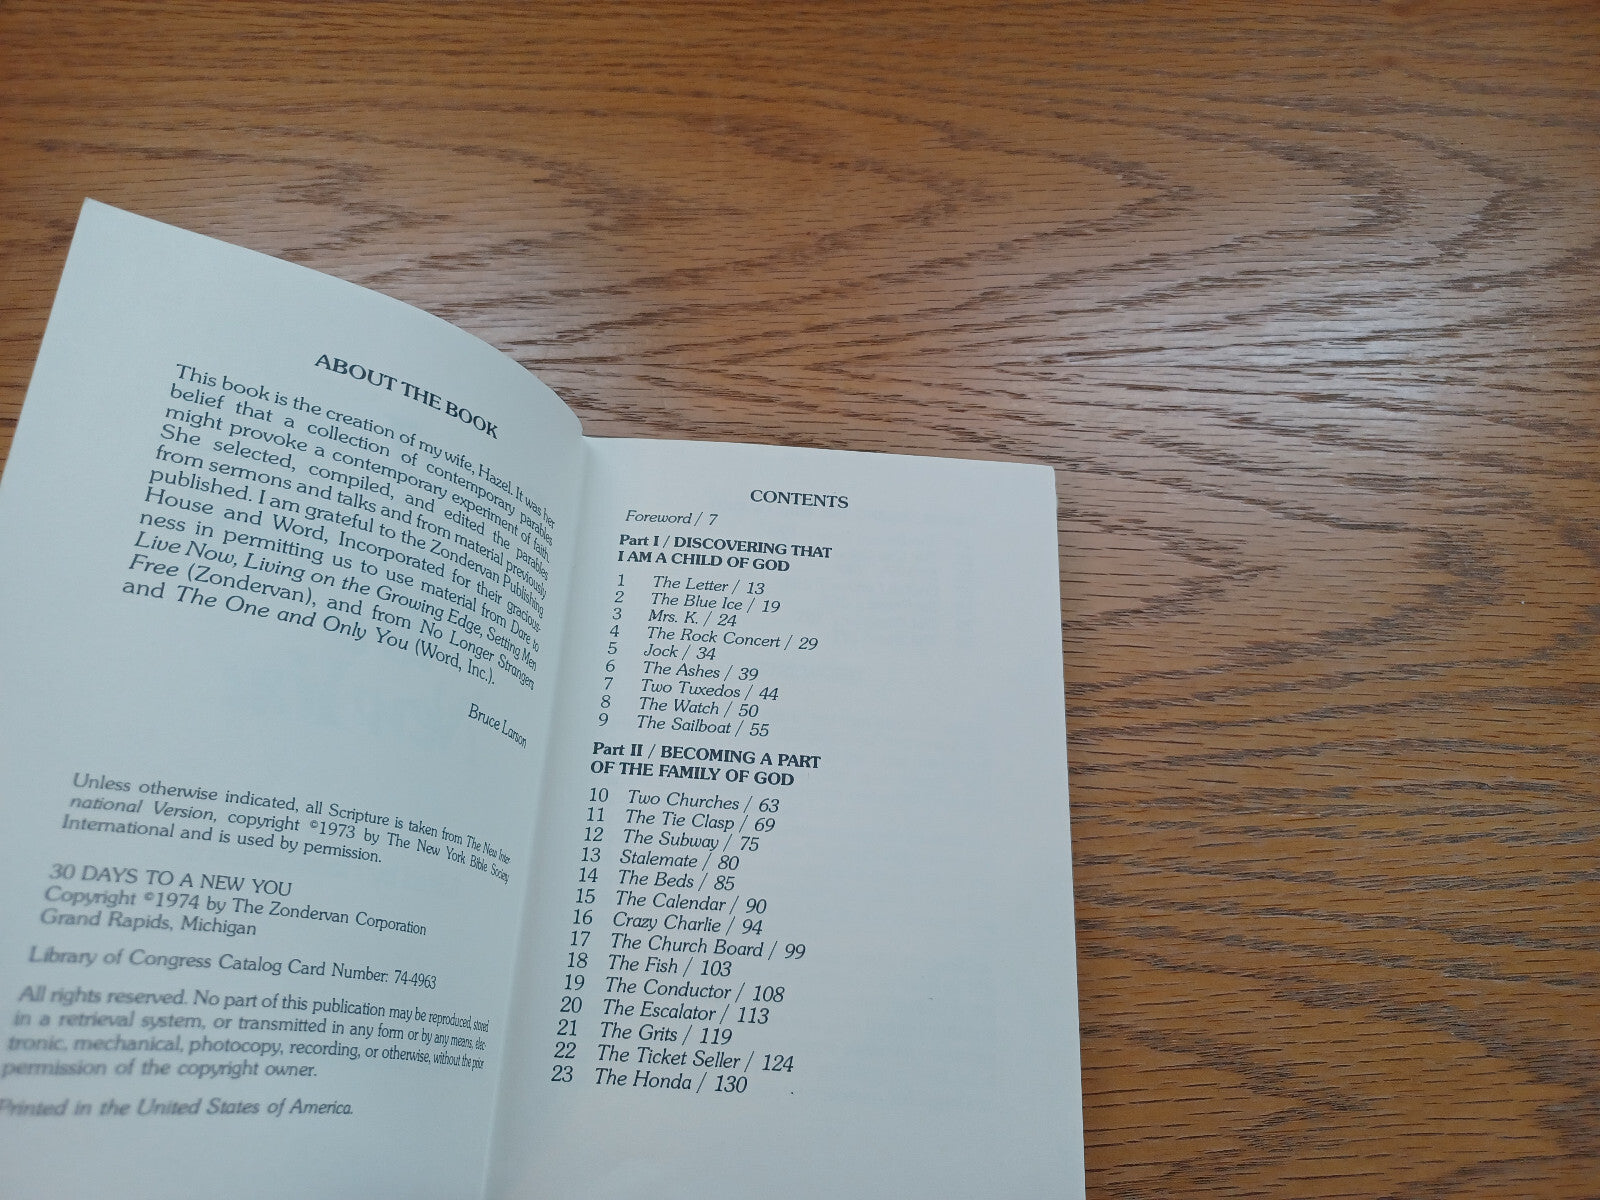 ABOUT THE BOOK
This book is the creation of my wife, Hazel. It was her
belief that a collection of contemporary parables
might provoke a contemporary experiment of faith.
She selected, compiled, and edited the parables
from sermons and talks and from material previously
published. I am grateful to the Zondervan Publishing
House and Word, Incorporated for their gracious-
ness in permitting us to use material from Dare to
Live Now, Living on the Growing Edge, Setting Men
Free (Zondervan), and from No Longer Strangers
and The One and Only You (Word, Inc.).
Bruce Larson
Unless otherwise indicated, all Scripture is taken from The New Inter
national Version, copyright ©1973 by The New York Bible Society
International and is used by permission.
30 DAYS TO A NEW YOU
Copyright ©1974 by The Zondervan Corporation
Grand Rapids, Michigan
Library of Congress Catalog Card Number: 74-4963
All rights reserved. No part of this publication may be reproduced, stored
in a retrieval system, or transmitted in any form or by any means, elec-
tronic, mechanical, photocopy, recording, or otherwise, without the prior
permission of the copyright owner.
Printed in the United States of America.
CONTENTS
Foreword / 7
Part I / DISCOVERING THAT
I AM A CHILD OF GOD
1 The Letter / 13
2 The Blue Ice / 19
3 Mrs. K. / 24
4 The Rock Concert / 29
5 Jock / 34
6 The Ashes / 39
7 Two Tuxedos / 44
8 The Watch / 50
9 The Sailboat / 55
Part II / BECOMING A PART
OF THE FAMILY OF GOD
10 Two Churches / 63
11 The Tie Clasp / 69
12 The Subway / 75
13 Stalemate / 80
14 The Beds / 85
15 The Calendar / 90
16 Crazy Charlie / 94
17 The Church Board / 99
18 The Fish / 103
19 The Conductor / 108
20 The Escalator / 113
21 The Grits / 119
22 The Ticket Seller / 124
23 The Honda / 130